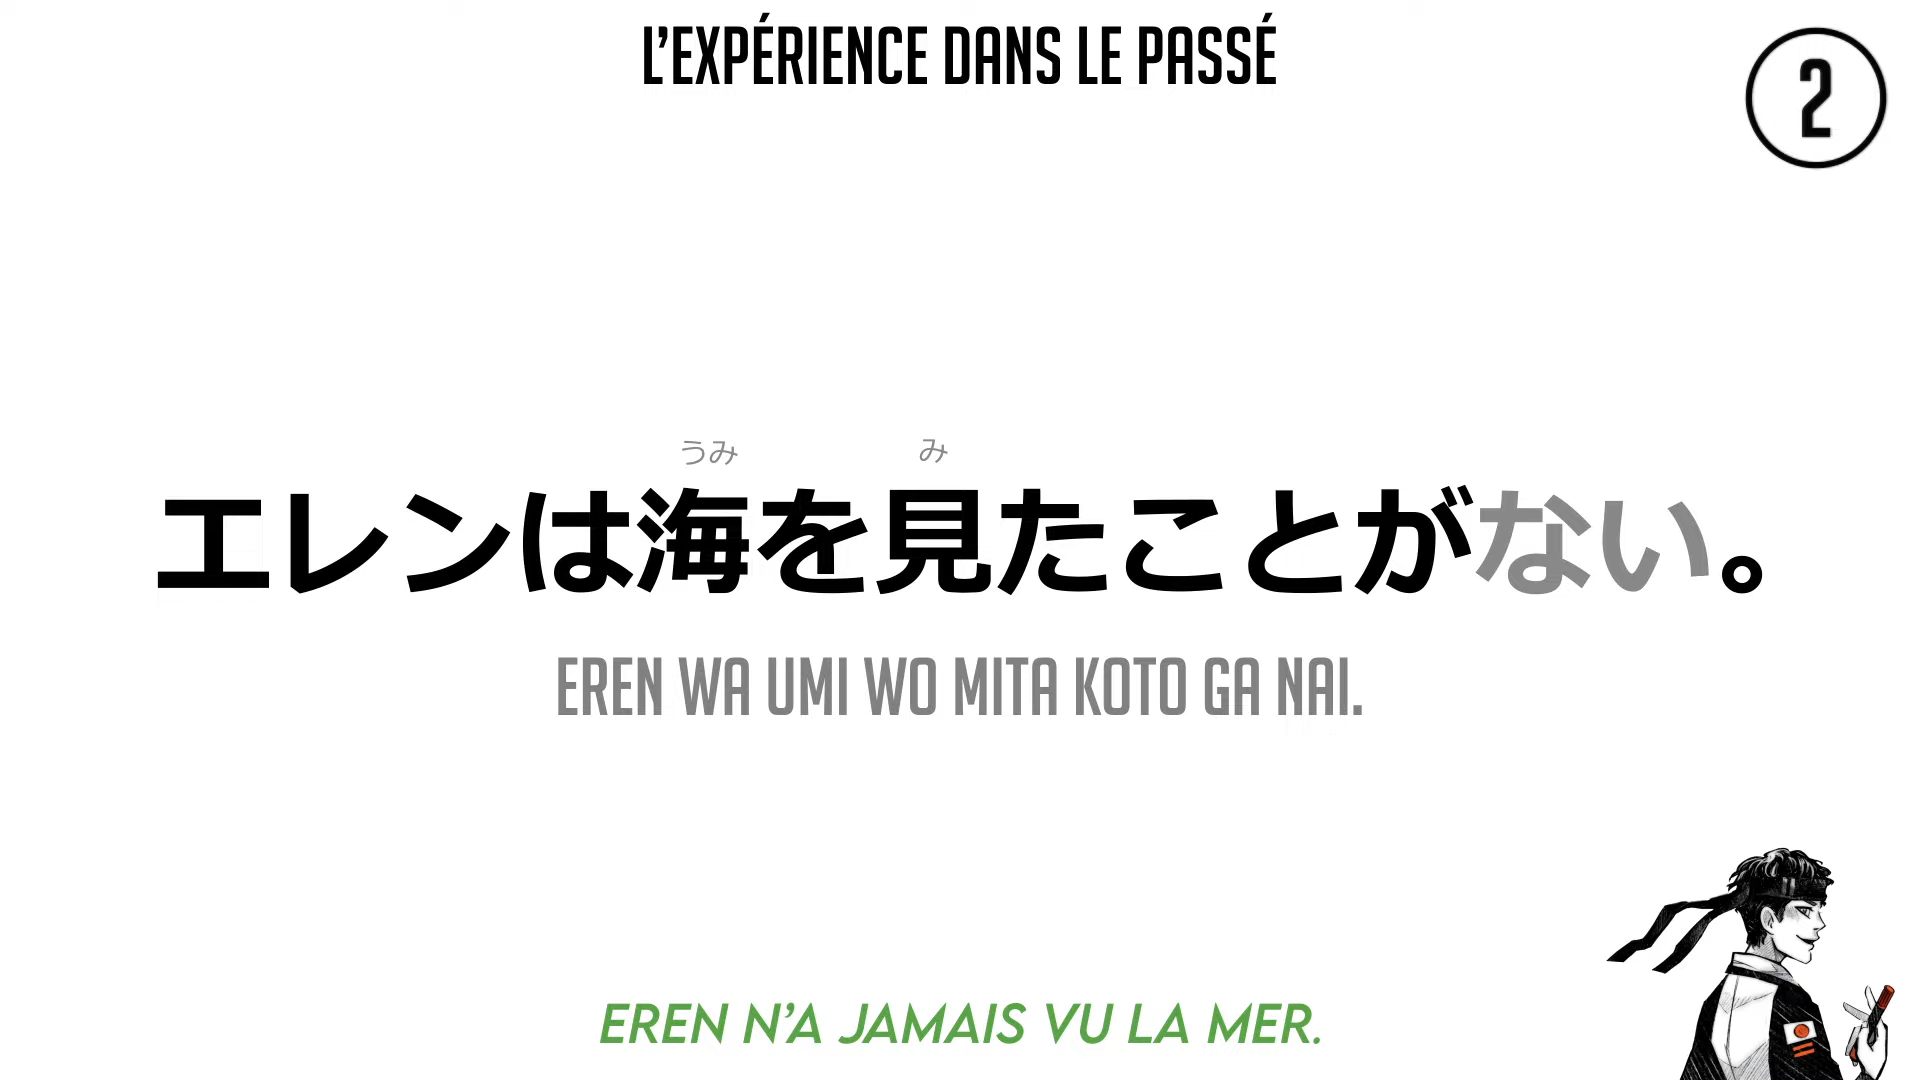 L'EXPÉRIENCE DANS LE PASSÉ
2
うみ み
エレンは海を見たことがない。
EREN WA UMI WO MITA KOTO GA NAI.
EREN N'A JAMAIS VU LA MER.